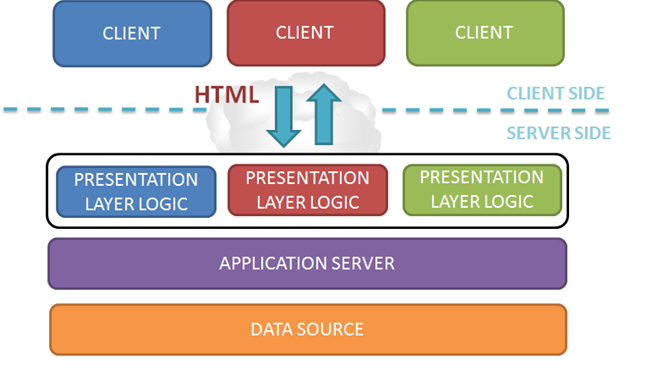 CLIENT
CLIENT
CLIENT
HTML
CLIENT SIDE
SERVER SIDE
PRESENTATION
LAYER LOGIC
PRESENTATION
LAYER LOGIC
PRESENTATION
LAYER LOGIC
APPLICATION SERVER
DATA SOURCE